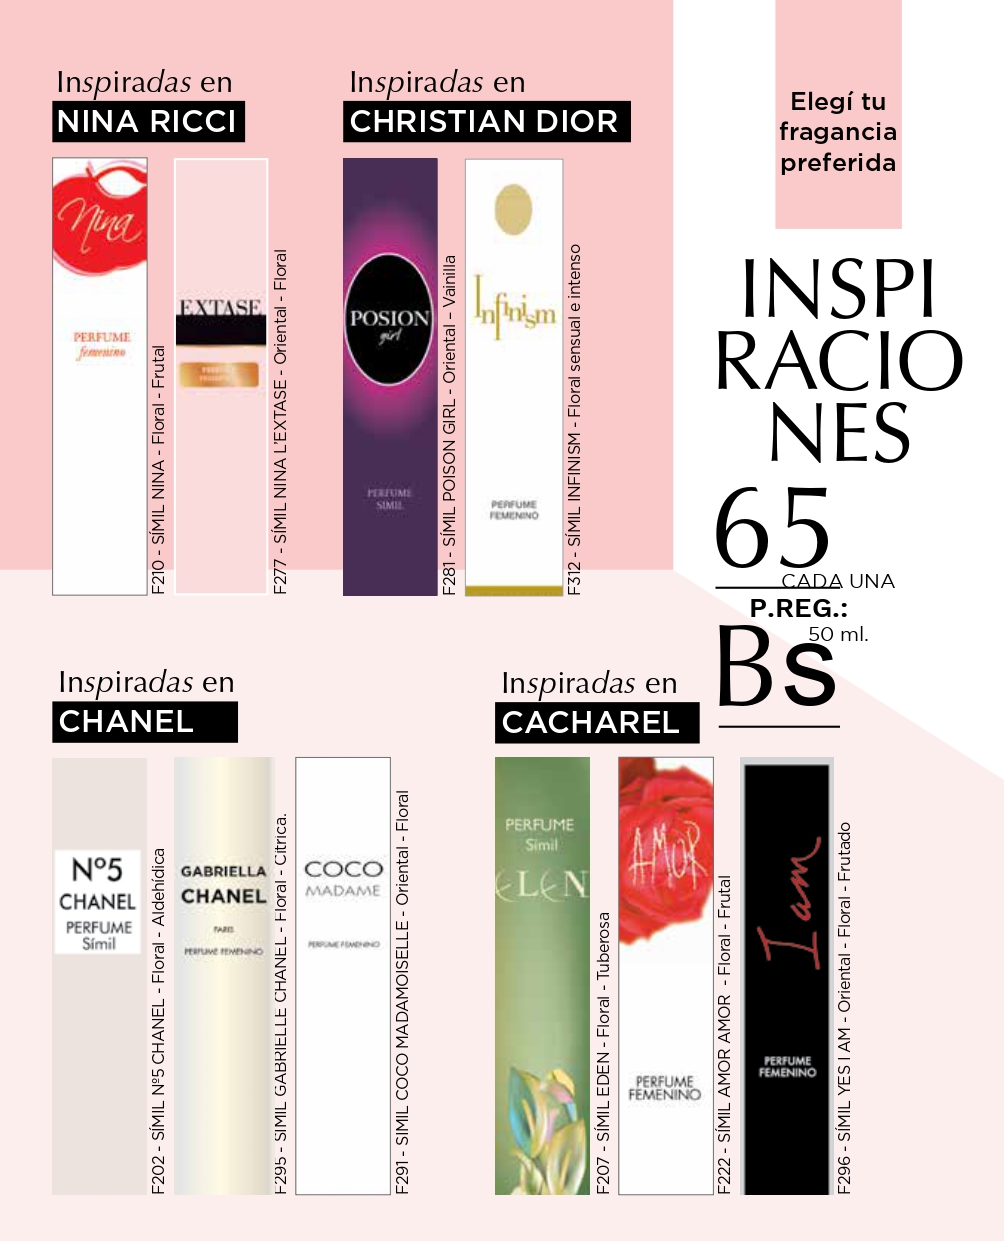 Inspiradas en
NINA RICCI
Inspiradas en
CHRISTIAN DIOR
Elegí tu
fragancia
preferida
Nina
PERFUME
femenino
F210 - SÍMIL NINA - Floral - Frutal
EXTASE
F277 - SÍMIL NINA L'EXTASE - Oriental - Floral
POSION
girl
PERFUME
SIMIL
F281 - SÍMIL POISON GIRL - Oriental – Vainilla
Infinism
PERFUME
FEMENINO
F312 - SÍMIL INFINISM - Floral sensual e intenso
INSPI
RACIO
NES
65
CADA UNA
P.REG.:
50 ml.
Bs
Inspiradas en
CHANEL
Inspiradas en
CACHAREL
Nº5
CHANEL
PERFUME
Símil
F202 - SÍMIL Nº5 CHANEL - Floral - Aldehídica
GABRIELLA
CHANEL
PARIS
PERFUME FEMENINO
F295 - SIMIL GABRIELLE CHANEL - Floral - Cítrica.
COCO
MADAME
PERFUME FEMENINO
F291 - SIMIL COCO MADAMOISELLE - Oriental - Floral
PERFUME
Símil
ELEN
F207 - SÍMIL EDEN - Floral - Tuberosa
AMOR
PERFUME
FEMENINO
F222 - SÍMIL AMOR AMOR - Floral - Frutal
I am
PERFUME
FEMENINO
F296 - SÍMIL YES I AM - Oriental - Floral - Frutado